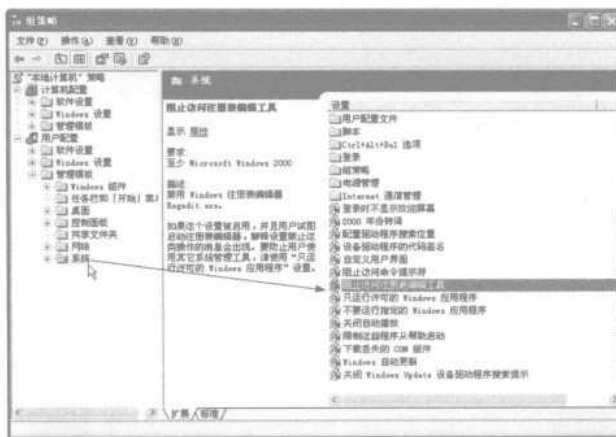 组策略
文件(F) 操作(A) 查看(V) 帮助(H)
“本地计算机”策略
计算机配置
软件设置
Windows 设置
管理模板
用户配置
软件设置
Windows 设置
管理模板
Windows 组件
任务栏和「开始」菜
桌面
控制面板
共享文件夹
网络
系统
系统
阻止访问注册表编辑工具
显示 属性
要求:
至少 Microsoft Windows 2000
描述:
禁用 Windows 注册表编辑器
Regedit.exe。
如果这个设置被启用,并且用户试图
启动注册表编辑器,解释设置禁止这
类操作的消息会出现。要防止用户使
用其它系统管理工具,请使用“只运
行许可的 Windows 应用程序”设置。
设置
用户配置文件
脚本
Ctrl+Alt+Del 选项
登录
组策略
电源管理
Internet 通信管理
登录时不显示欢迎屏幕
2000 年份转译
配置驱动程序搜索位置
设备驱动程序的代码签名
自定义用户界面
阻止访问命令提示符
阻止访问注册表编辑工具
只运行许可的 Windows 应用程序
不要运行指定的 Windows 应用程序
关闭自动播放
限制这些程序从帮助启动
下载丢失的 COM 组件
Windows 自动更新
关闭 Windows Update 设备驱动程序搜索提示
扩展 标准